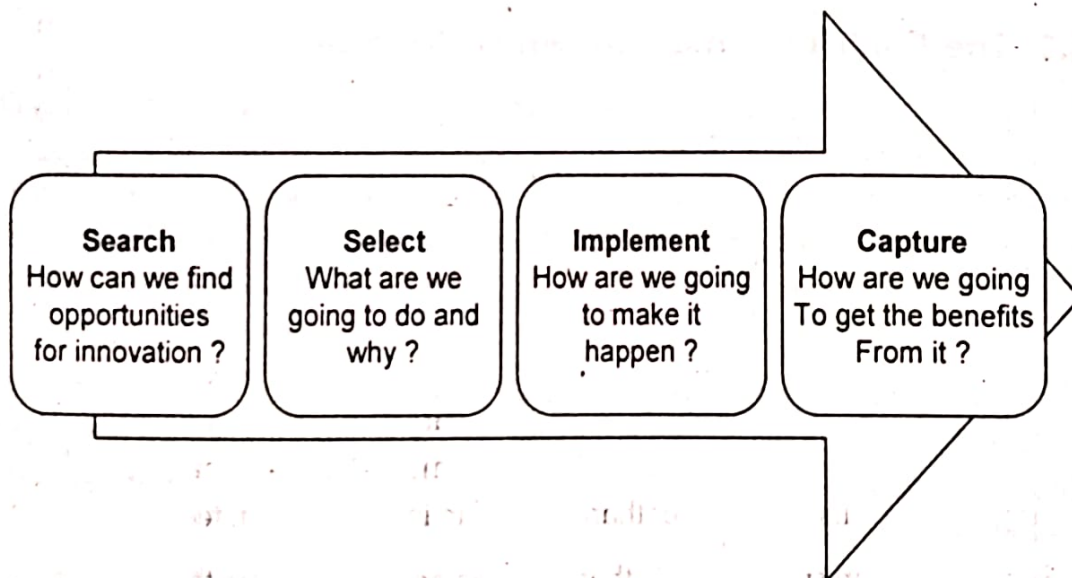 Search
How can we find
opportunities
for innovation ?
Select
What are we
going to do and
why ?
Implement
How are we going
to make it
happen ?
Capture
How are we going
To get the benefits
From it ?